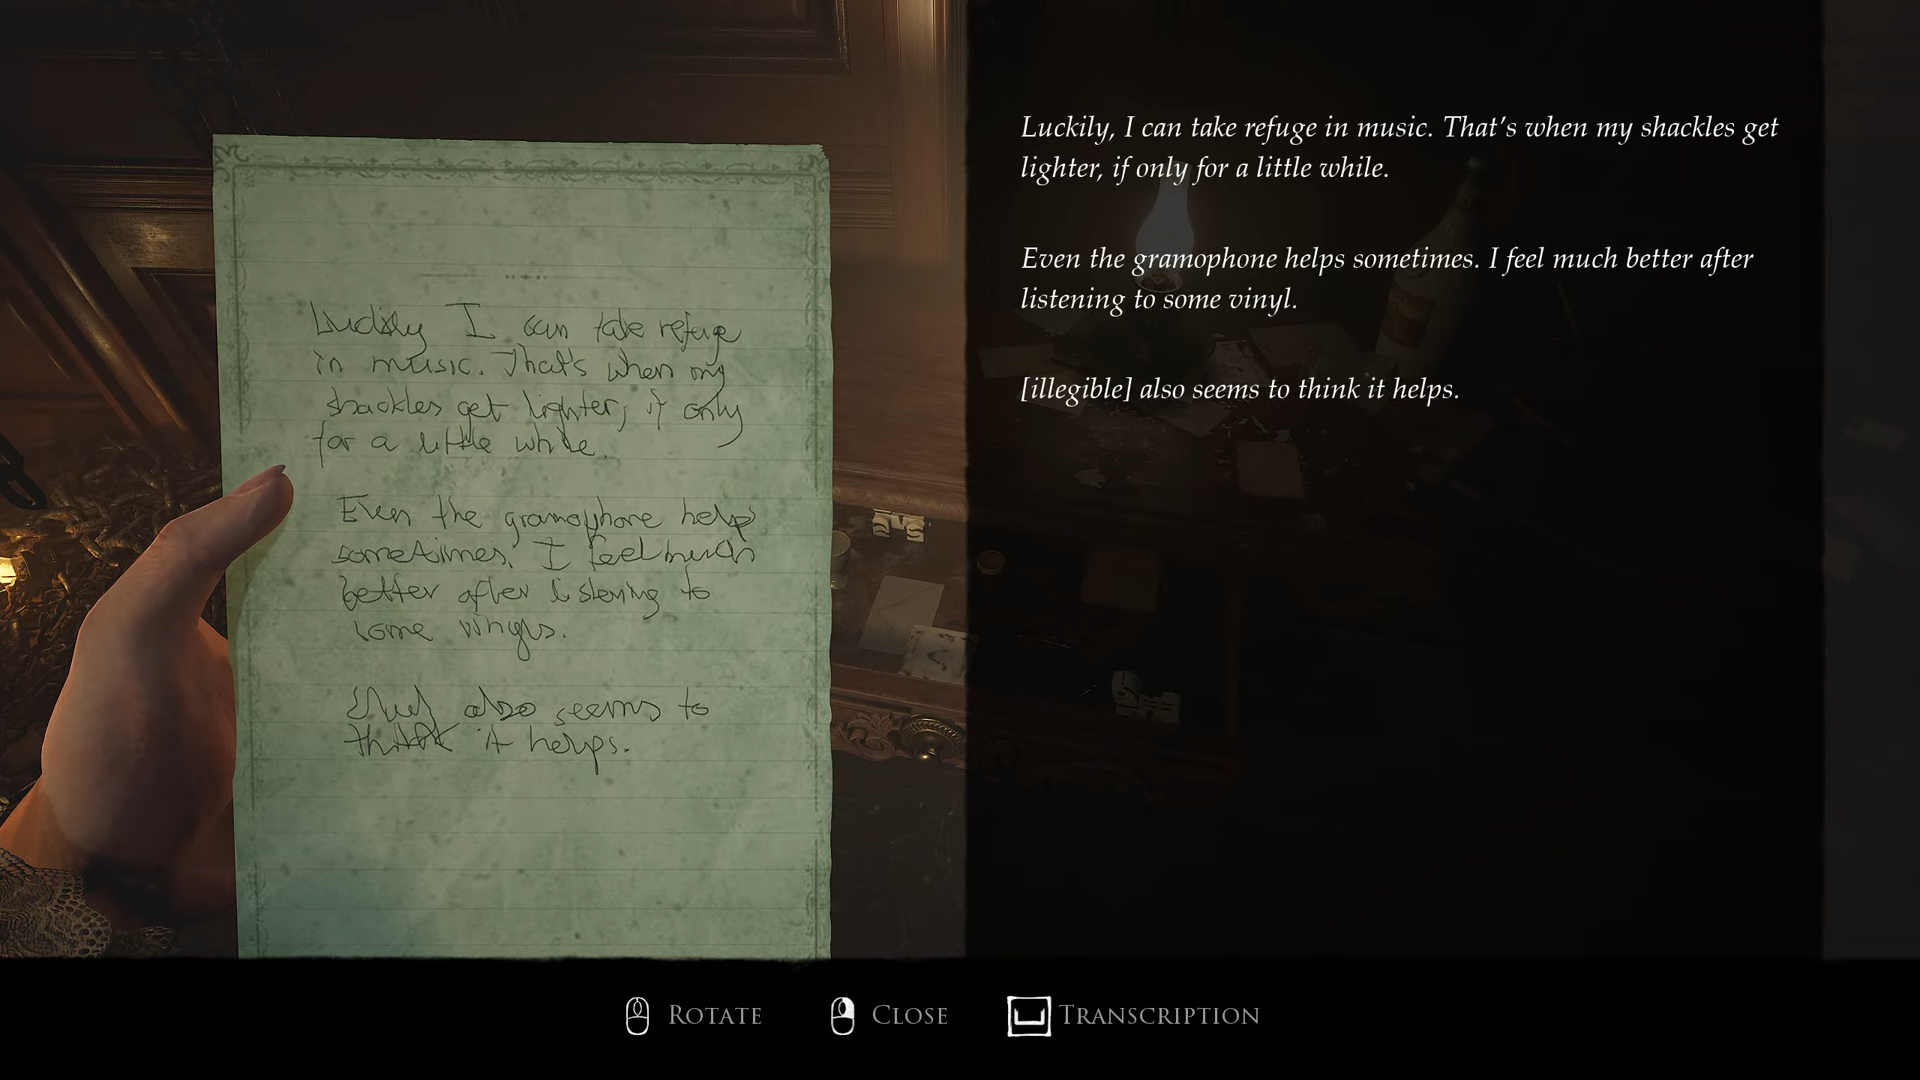 Luckily I can take refuge
in music. That's when my
shackles get lighter, if only
for a little while.
Even the gramophone helps
sometimes. I feel much
better after listening to
some
also seems to
think it helps.
Luckily, I can take refuge in music. That’s when my shackles get
lighter, if only for a little while.
Even the gramophone helps sometimes. I feel much better after
listening to some vinyl.
[illegible] also seems to think it helps.
Rotate
Close
Transcription